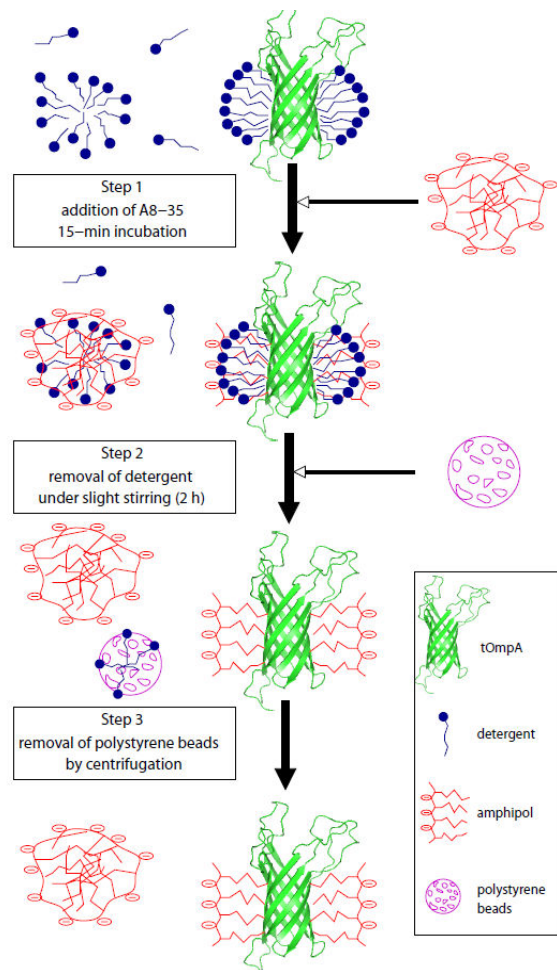 Step 1
addition of A8–35
15–min incubation
Step 2
removal of detergent
under slight stirring (2 h)
Step 3
removal of polystyrene beads
by centrifugation
tOmpA
detergent
amphipol
polystyrene
beads